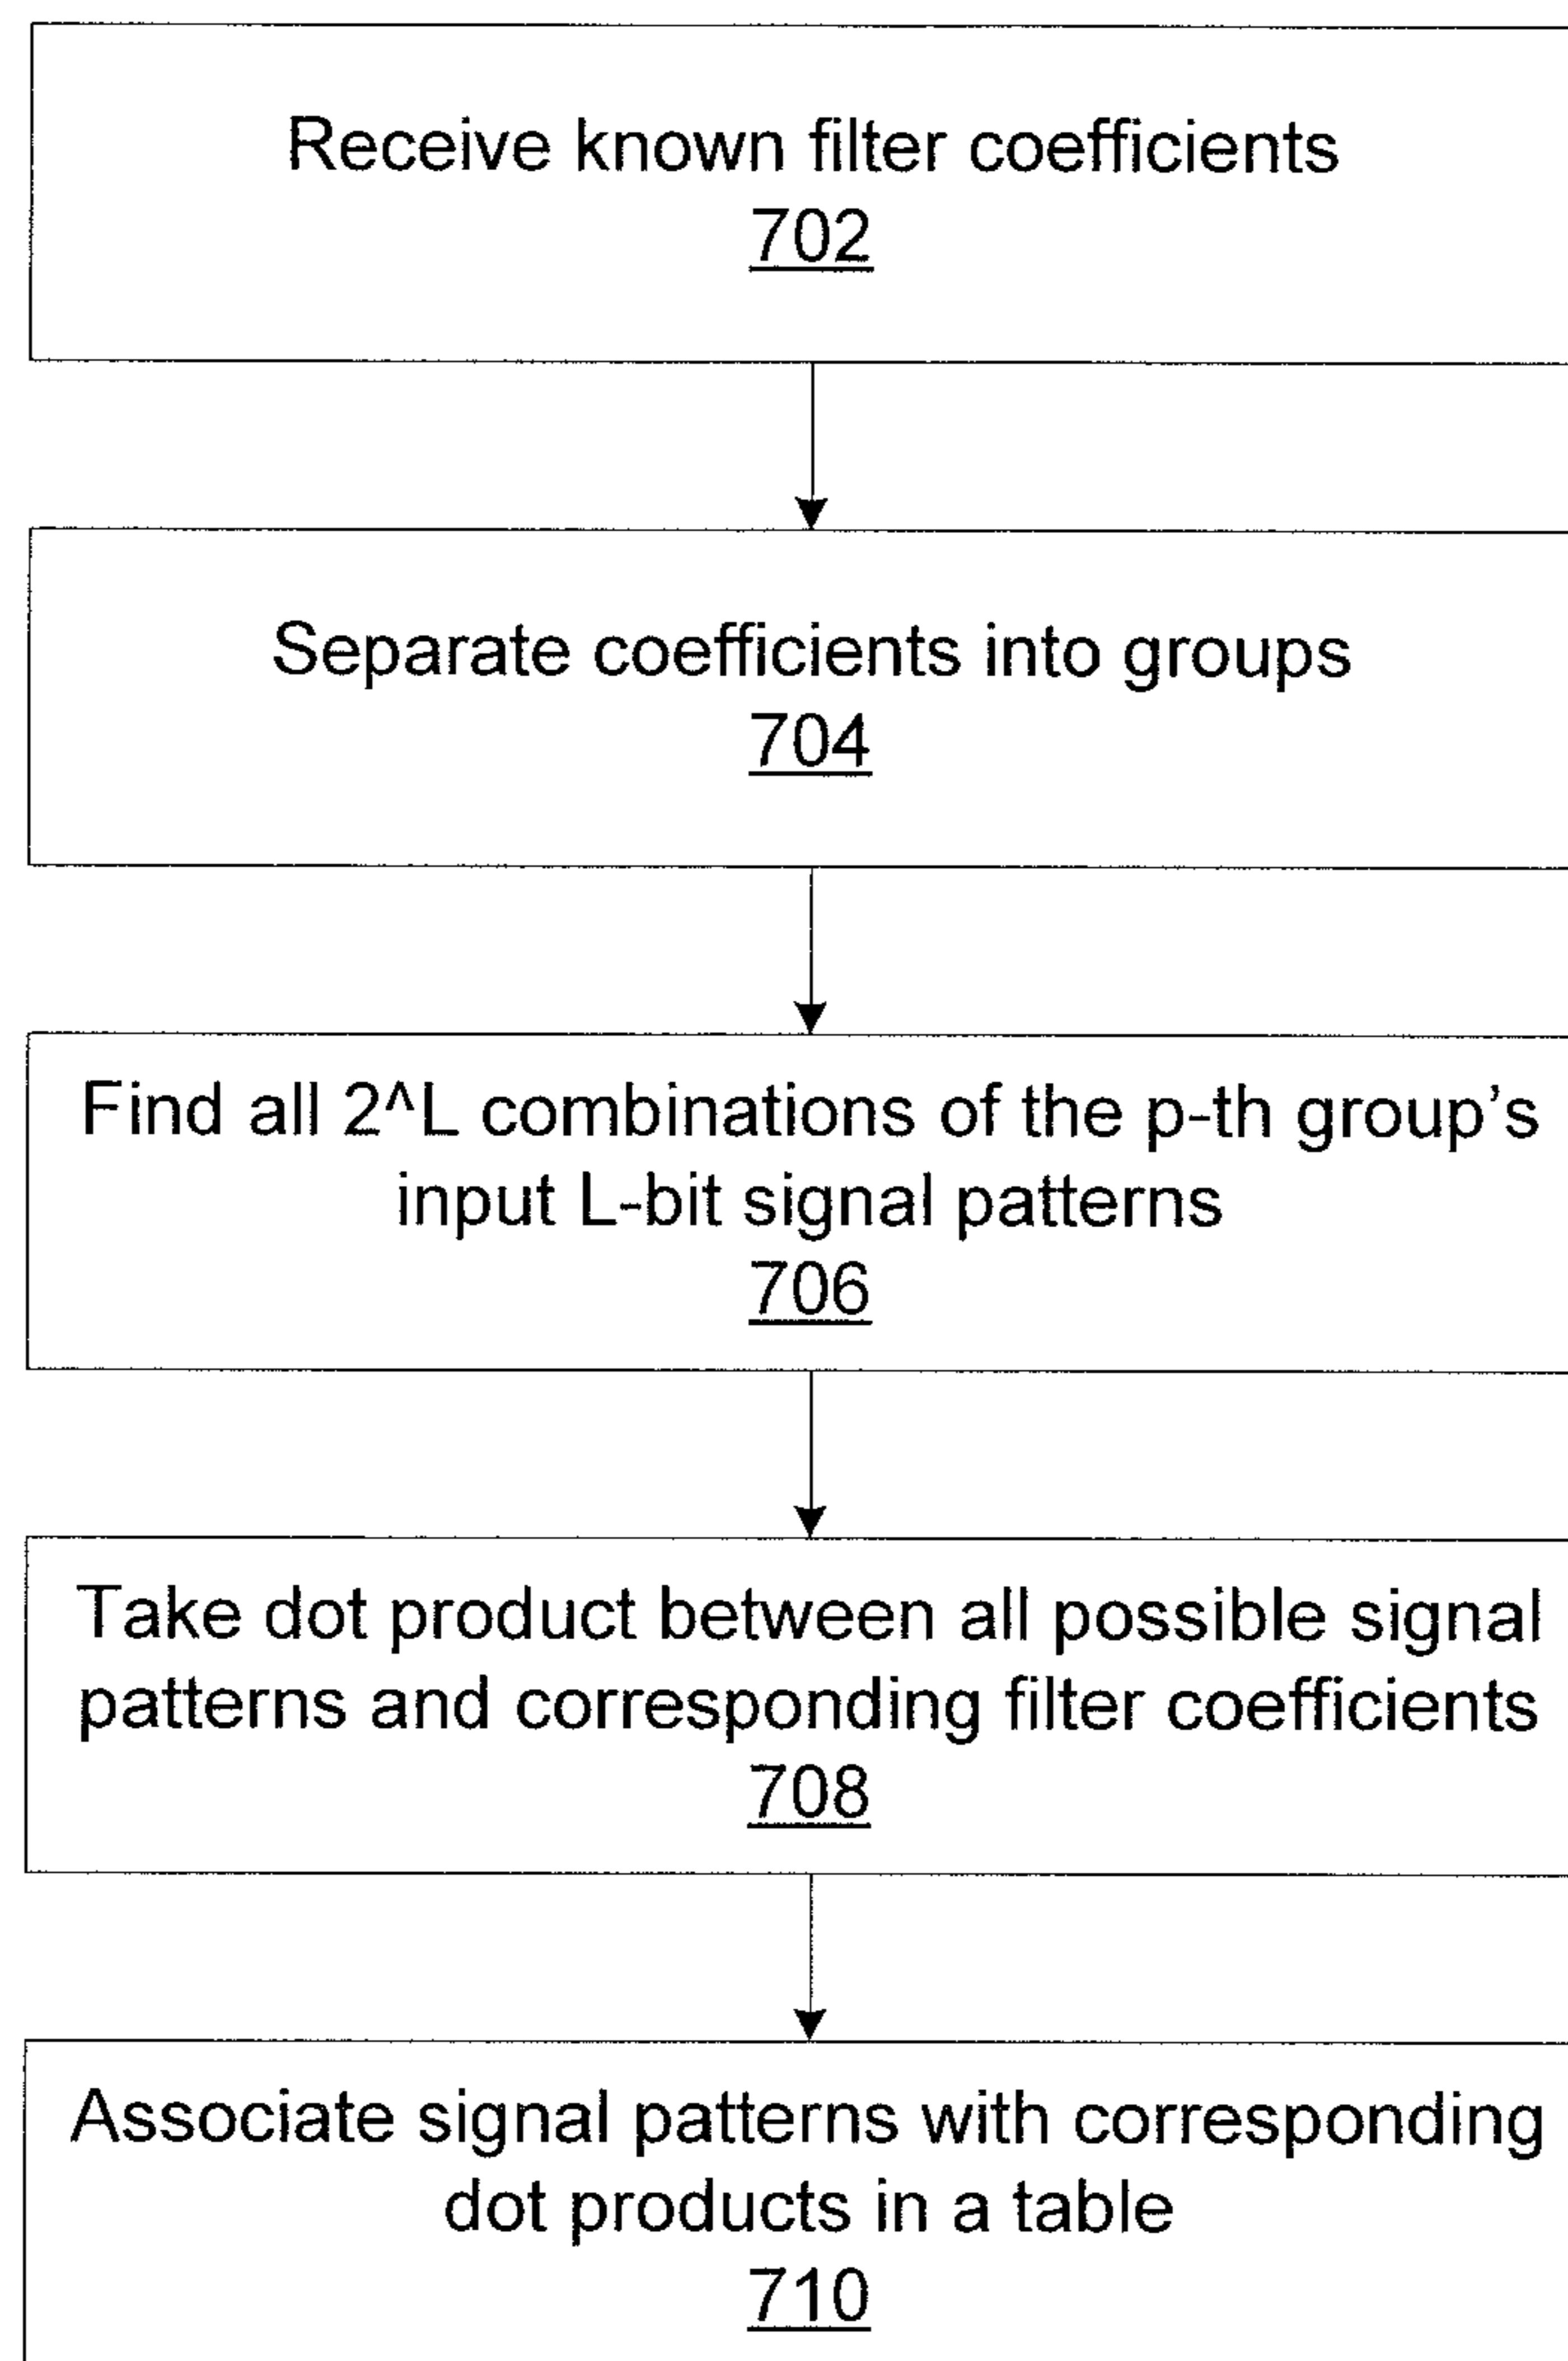 Receive known filter coefficients
702
Separate coefficients into groups
704
Find all 2^L combinations of the p-th group’s
input L-bit signal patterns
706
Take dot product between all possible signal
patterns and corresponding filter coefficients
708
Associate signal patterns with corresponding
dot products in a table
710